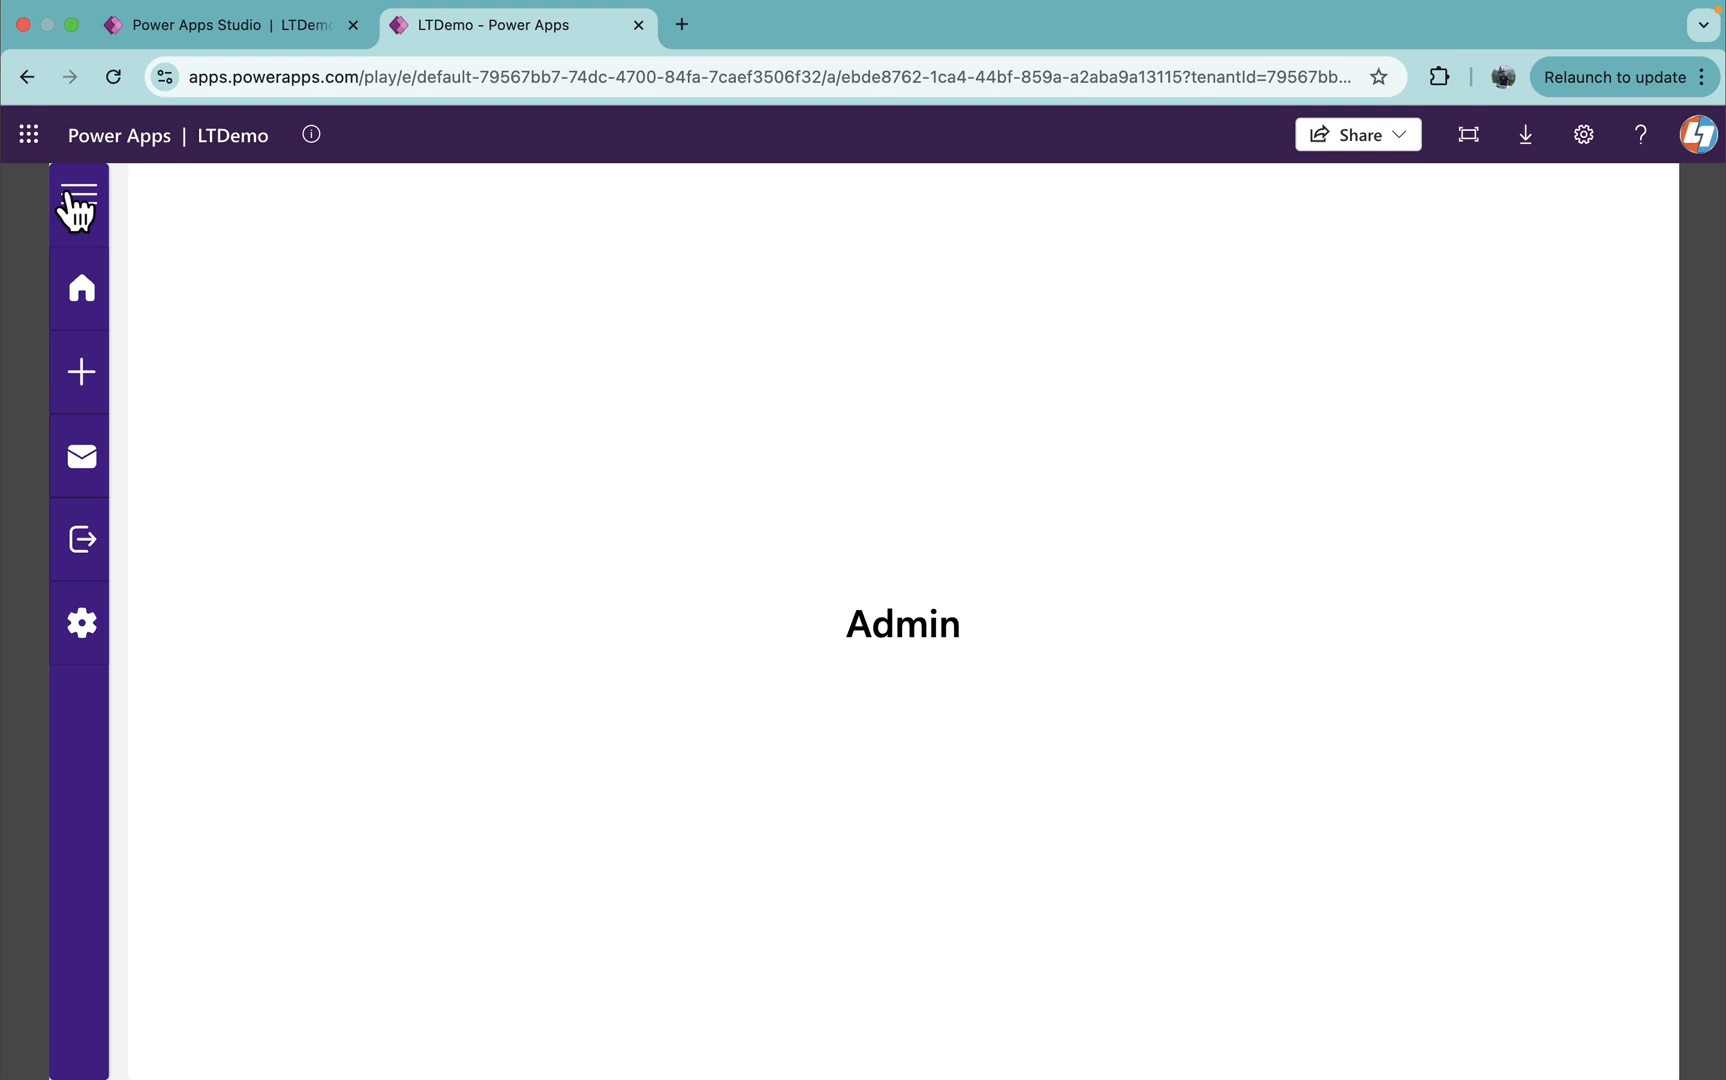 Power Apps Studio | LTDem
LTDemo - Power Apps
apps.powerapps.com/play/e/default-79567bb7-74dc-4700-84fa-7caef3506f32/a/ebde8762-1ca4-44bf-859a-a2aba9a13115?tenantId=79567bb...
Relaunch to update
Power Apps | LTDemo
Share
Admin